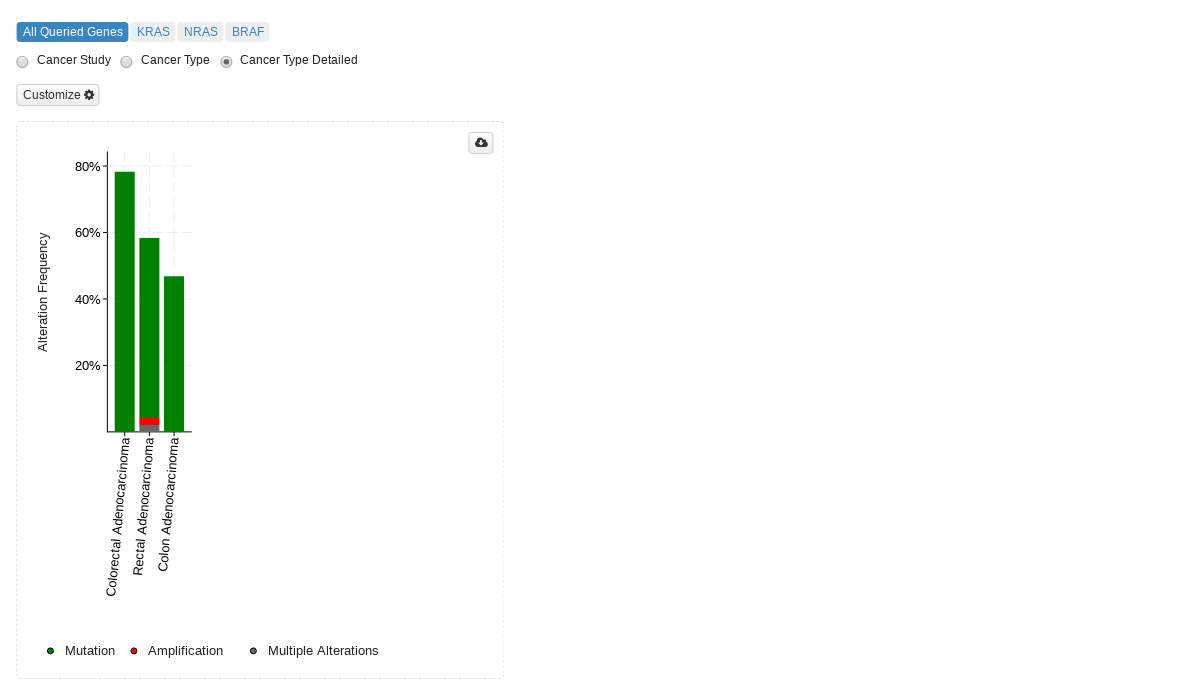 All Queried Genes KRAS NRAS BRAF
Cancer Study Cancer Type Cancer Type Detailed
Customize
80%
60%
40%
20%
Alteration Frequency
Colorectal Adenocarcinoma
Rectal Adenocarcinoma
Colon Adenocarcinoma
Mutation Amplification Multiple Alterations